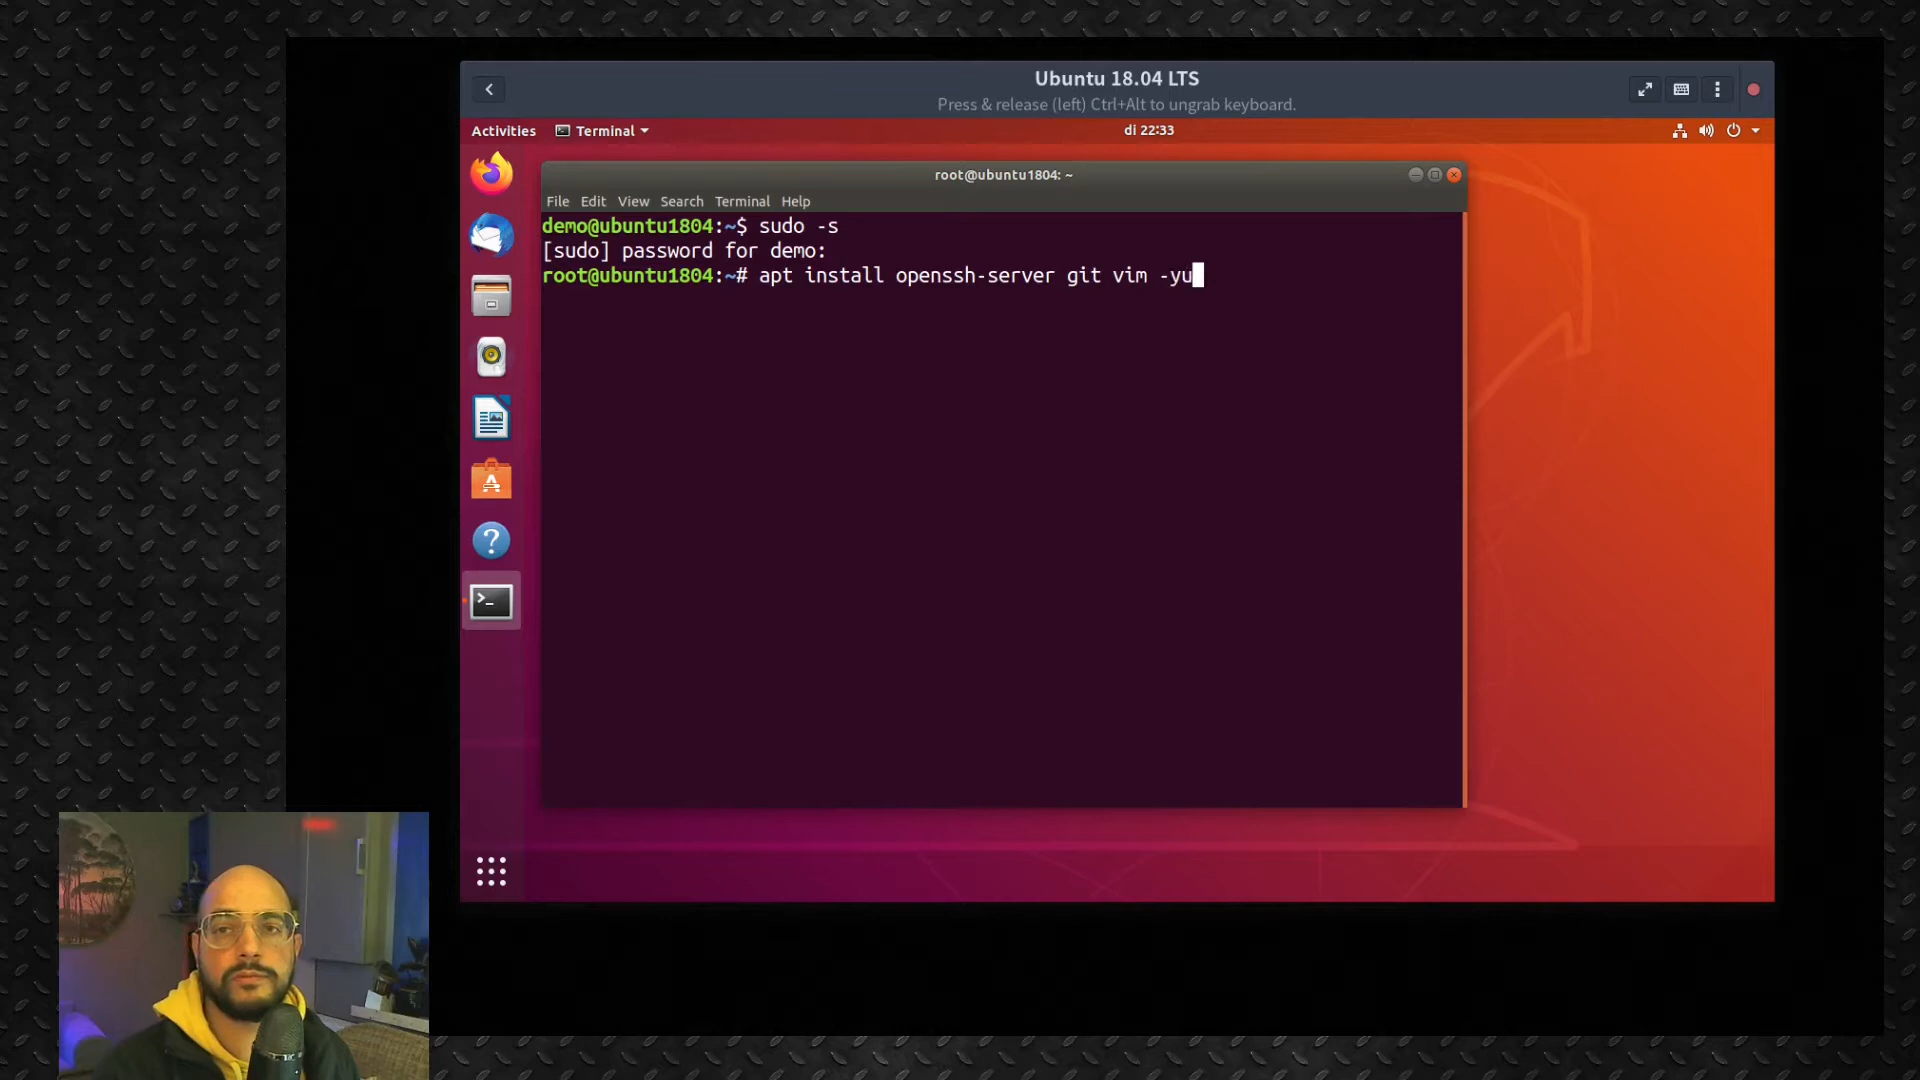 Ubuntu 18.04 LTS
Press & release (left) Ctrl+Alt to ungrab keyboard.
Activities Terminal di 22:33
root@ubuntu1804: ~
File Edit View Search Terminal Help
demo@ubuntu1804:~$ sudo -s
[sudo] password for demo:
root@ubuntu1804:~# apt install openssh-server git vim -yu